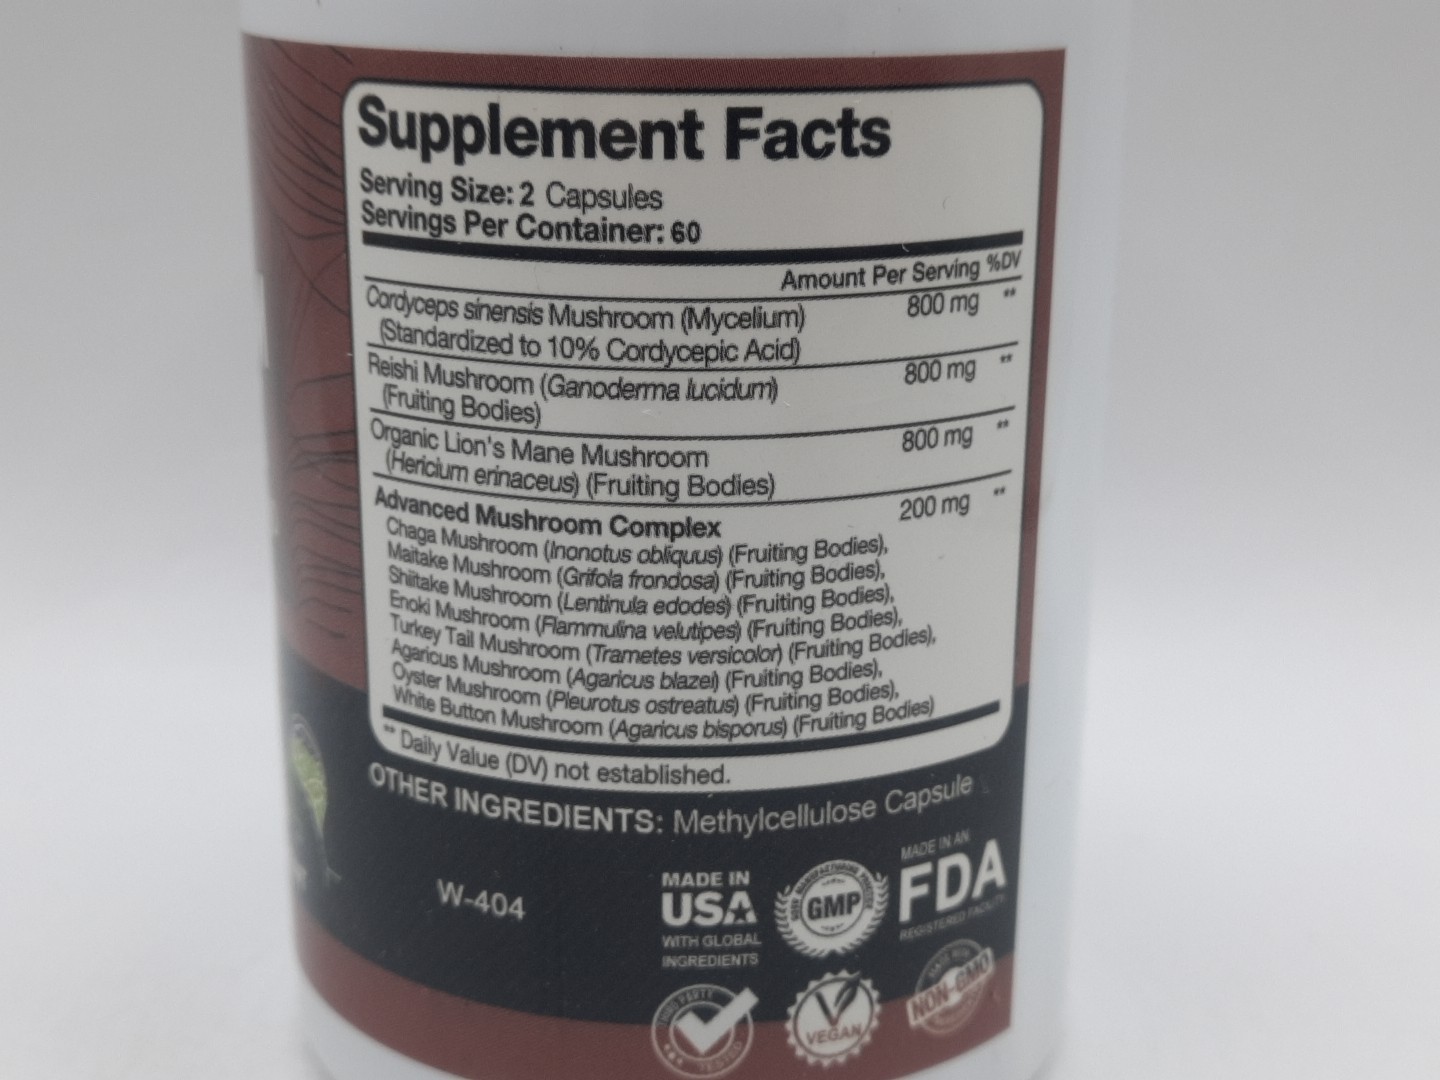 Supplement Facts
Serving Size: 2 Capsules
Servings Per Container: 60
Amount Per Serving %DV
Cordyceps sinensis Mushroom (Mycelium) 800 mg **
(Standardized to 10% Cordycepic Acid)
Reishi Mushroom (Ganoderma lucidum) 800 mg **
(Fruiting Bodies)
Organic Lion's Mane Mushroom 800 mg **
(Hericium erinaceus) (Fruiting Bodies)
Advanced Mushroom Complex 200 mg **
Chaga Mushroom (Inonotus obliquus) (Fruiting Bodies),
Maitake Mushroom (Grifola frondosa) (Fruiting Bodies),
Shiitake Mushroom (Lentinula edodes) (Fruiting Bodies),
Enoki Mushroom (Flammulina velutipes) (Fruiting Bodies),
Turkey Tail Mushroom (Trametes versicolor) (Fruiting Bodies),
Agaricus Mushroom (Agaricus blazei) (Fruiting Bodies),
Oyster Mushroom (Pleurotus ostreatus) (Fruiting Bodies),
White Button Mushroom (Agaricus bisporus) (Fruiting Bodies)
** Daily Value (DV) not established.
OTHER INGREDIENTS: Methylcellulose Capsule
W-404
MADE IN
USA
WITH GLOBAL
INGREDIENTS
GOOD MANUFACTURING PRACTICE
GMP
MADE IN AN
FDA
REGISTERED FACILITY
THIRD PARTY
TESTED
VEGAN
NON-GMO